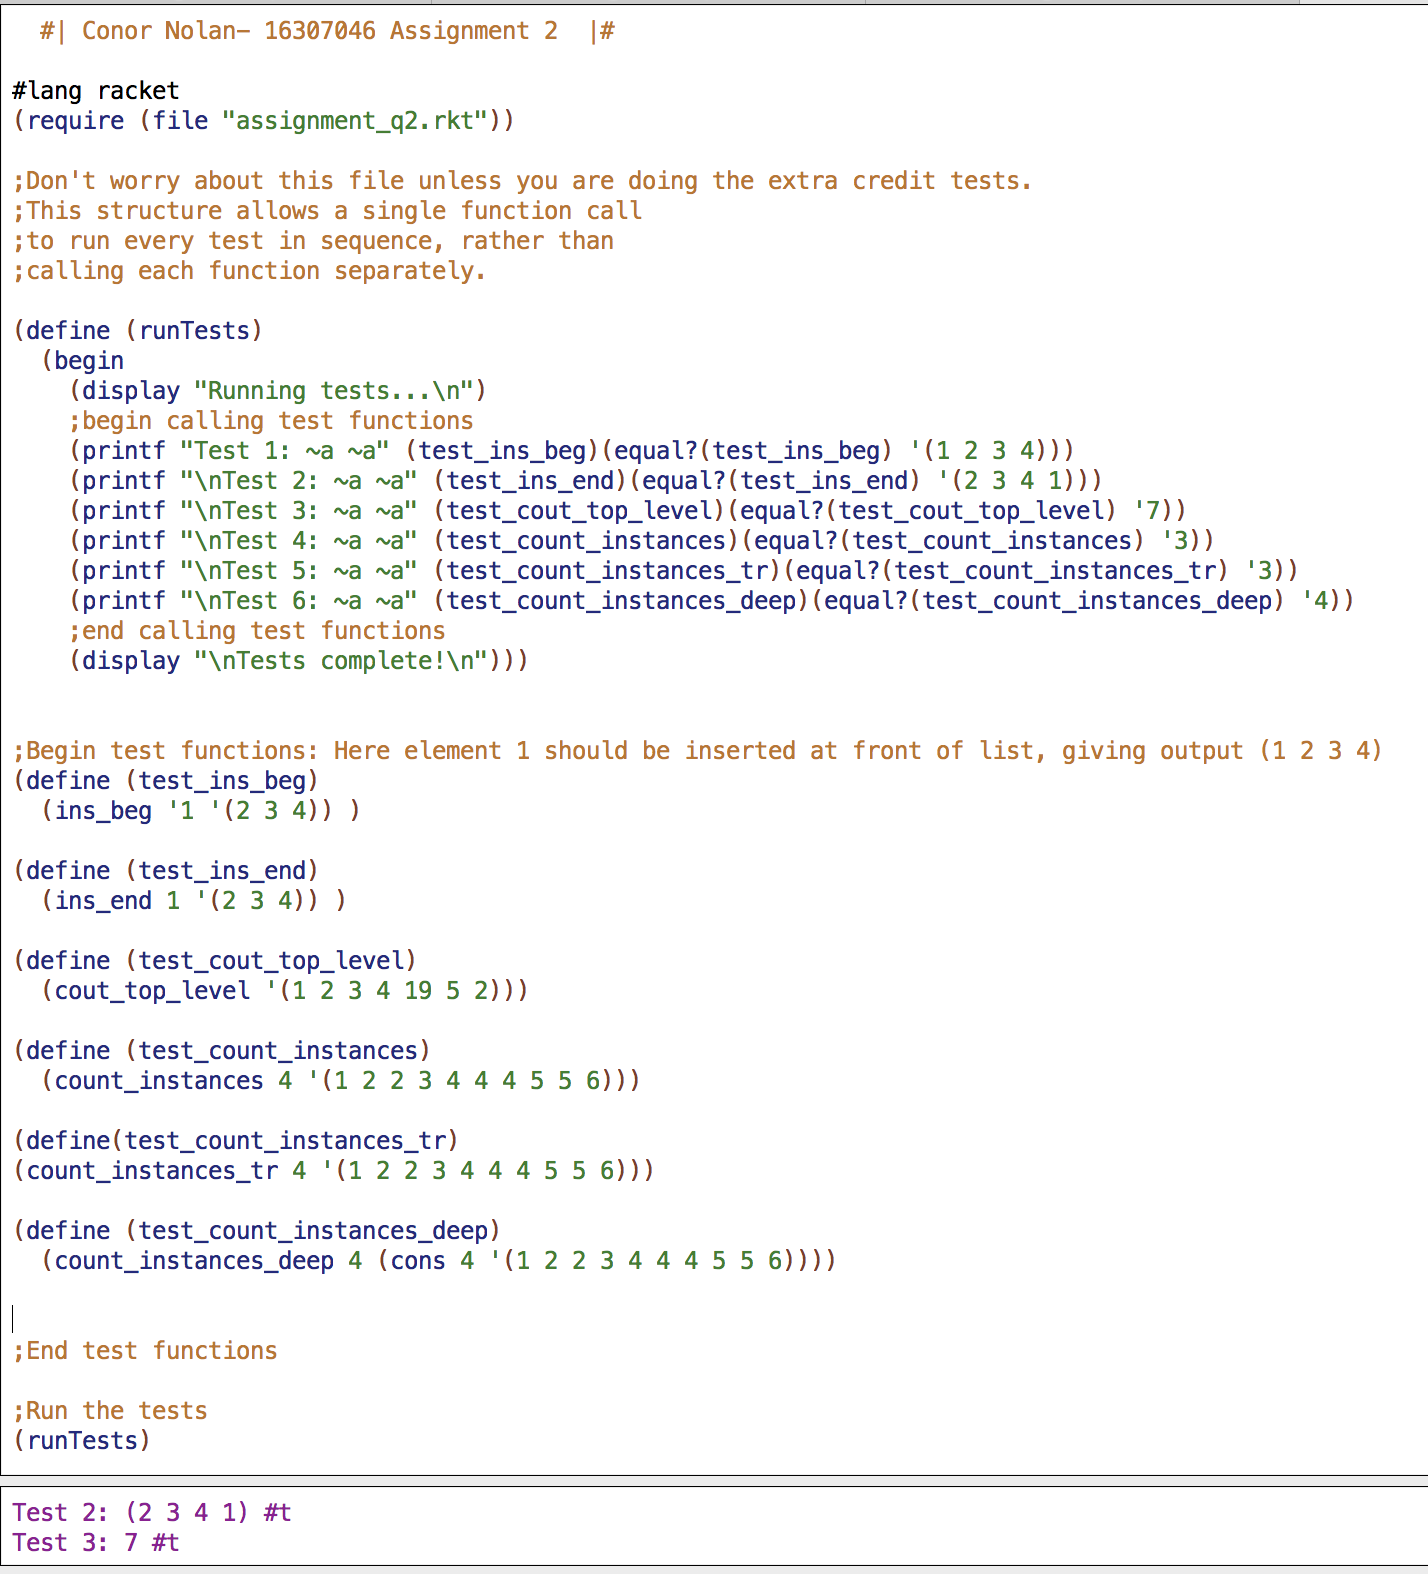 #| Conor Nolan- 16307046 Assignment 2  |#
#lang racket
(require (file "assignment_q2.rkt"))
;Don't worry about this file unless you are doing the extra credit tests.
;This structure allows a single function call
;to run every test in sequence, rather than
;calling each function separately.
(define (runTests)
  (begin
    (display "Running tests...\n")
    ;begin calling test functions
    (printf "Test 1: ~a ~a" (test_ins_beg)(equal?(test_ins_beg) '(1 2 3 4)))
    (printf "\nTest 2: ~a ~a" (test_ins_end)(equal?(test_ins_end) '(2 3 4 1)))
    (printf "\nTest 3: ~a ~a" (test_cout_top_level)(equal?(test_cout_top_level) '7))
    (printf "\nTest 4: ~a ~a" (test_count_instances)(equal?(test_count_instances) '3))
    (printf "\nTest 5: ~a ~a" (test_count_instances_tr)(equal?(test_count_instances_tr) '3))
    (printf "\nTest 6: ~a ~a" (test_count_instances_deep)(equal?(test_count_instances_deep) '4))
    ;end calling test functions
    (display "\nTests complete!\n")))
;Begin test functions: Here element 1 should be inserted at front of list, giving output (1 2 3 4)
(define (test_ins_beg)
  (ins_beg '1 '(2 3 4)) )
(define (test_ins_end)
  (ins_end 1 '(2 3 4)) )
(define (test_cout_top_level)
  (cout_top_level '(1 2 3 4 19 5 2)))
(define (test_count_instances)
  (count_instances 4 '(1 2 2 3 4 4 4 5 5 6)))
(define(test_count_instances_tr)
(count_instances_tr 4 '(1 2 2 3 4 4 4 5 5 6)))
(define (test_count_instances_deep)
  (count_instances_deep 4 (cons 4 '(1 2 2 3 4 4 4 5 5 6))))
;End test functions
;Run the tests
(runTests)
Test 2: (2 3 4 1) #t
Test 3: 7 #t